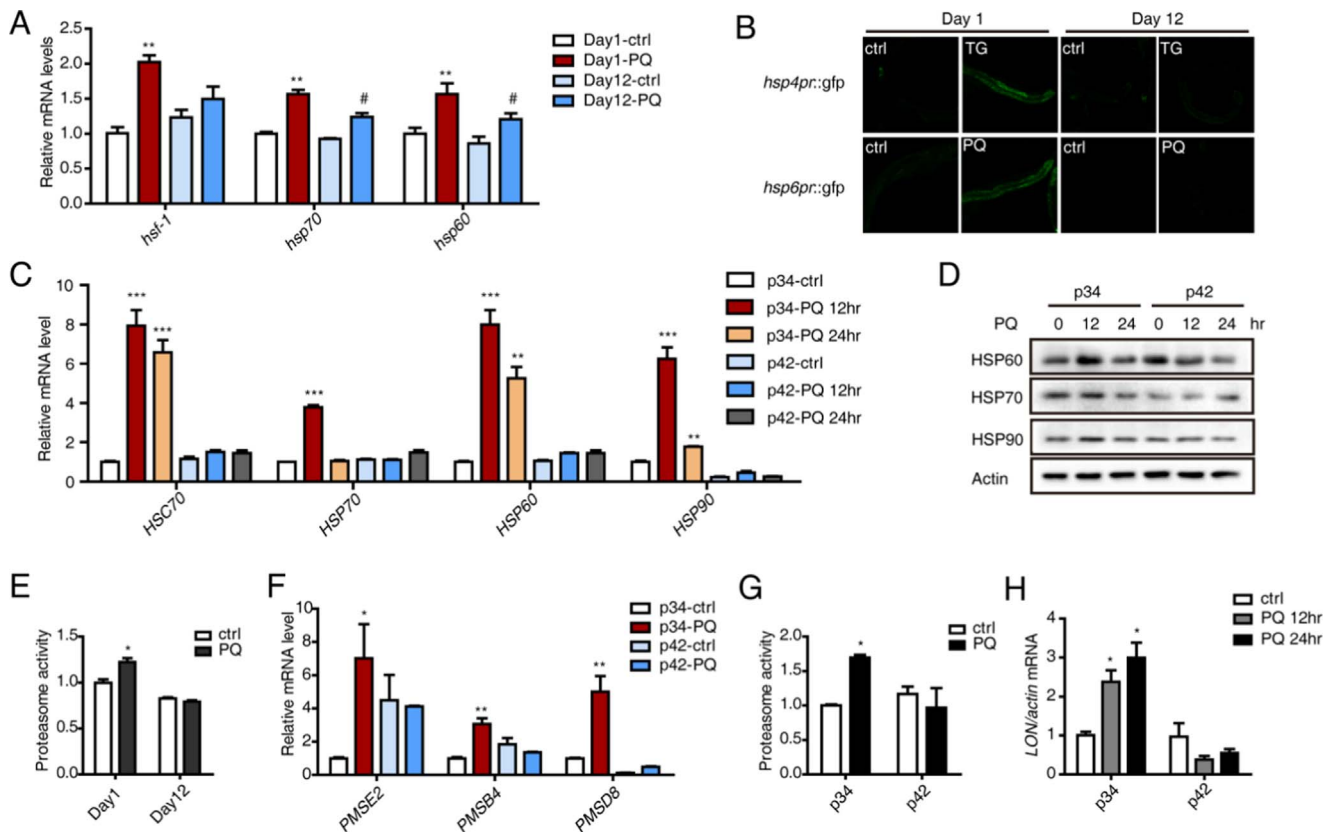 A
Relative mRNA levels
2.5
2.0
1.5
1.0
0.5
0.0
**
**
**
#
#
hsf-1
hsp70
hsp60
Day1-ctrl
Day1-PQ
Day12-ctrl
Day12-PQ
B
Day 1
Day 12
hsp4pr::gfp
ctrl
TG
ctrl
TG
hsp6pr::gfp
ctrl
PQ
ctrl
PQ
C
Relative mRNA level
10
8
6
4
2
0
***
***
***
***
**
***
**
HSC70
HSP70
HSP60
HSP90
p34-ctrl
p34-PQ 12hr
p34-PQ 24hr
p42-ctrl
p42-PQ 12hr
p42-PQ 24hr
D
p34
p42
PQ 0 12 24 0 12 24 hr
HSP60
HSP70
HSP90
Actin
E
Proteasome activity
1.5
1.0
0.5
0.0
*
Day1
Day12
ctrl
PQ
F
Relative mRNA level
10
8
6
4
2
0
*
**
**
PMSE2
PMSB4
PMSD8
p34-ctrl
p34-PQ
p42-ctrl
p42-PQ
G
Proteasome activity
2.0
1.5
1.0
0.5
0.0
*
p34
p42
ctrl
PQ
H
LON/actin mRNA
4
3
2
1
0
*
*
p34
p42
ctrl
PQ 12hr
PQ 24hr